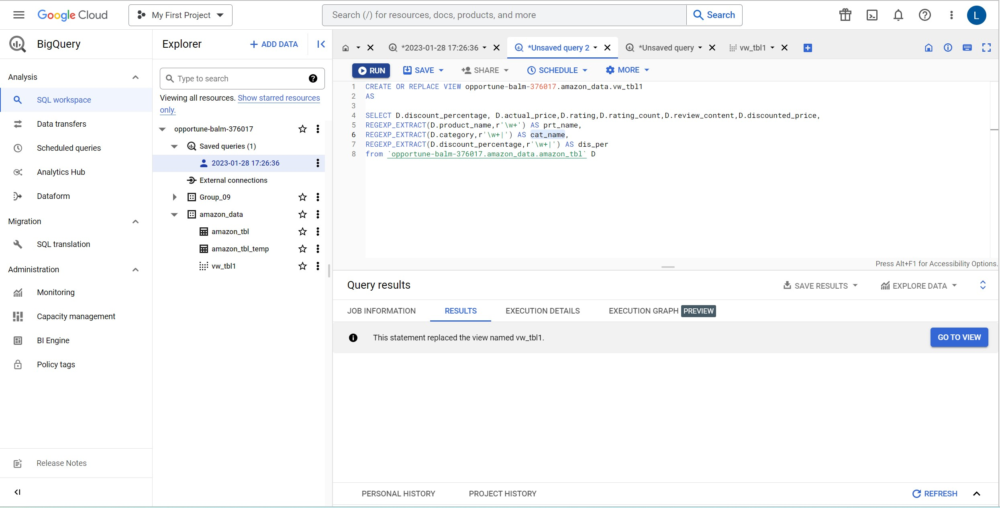 Google Cloud
My First Project
Search (/) for resources, docs, products, and more
Search
L
BigQuery
Analysis
SQL workspace
Data transfers
Scheduled queries
Analytics Hub
Dataform
Migration
SQL translation
Administration
Monitoring
Capacity management
BI Engine
Policy tags
Release Notes
Explorer
+ ADD DATA
Type to search
Viewing all resources. Show starred resources
only.
opportune-balm-376017
Saved queries (1)
2023-01-28 17:26:36
External connections
Group_09
amazon_data
amazon_tbl
amazon_tbl_temp
vw_tbl1
*2023-01-28 17:26:36
*Unsaved query 2
*Unsaved query
vw_tbl1
RUN
SAVE
SHARE
SCHEDULE
MORE
1 CREATE OR REPLACE VIEW opportune-balm-376017.amazon_data.vw_tbl1
2 AS
3
4 SELECT D.discount_percentage, D.actual_price,D.rating,D.rating_count,D.review_content,D.discounted_price,
5 REGEXP_EXTRACT(D.product_name,r'\w+') AS prt_name,
6 REGEXP_EXTRACT(D.category,r'\w+|') AS cat_name,
7 REGEXP_EXTRACT(D.discount_percentage,r'\w+|') AS dis_per
8 from `opportune-balm-376017.amazon_data.amazon_tbl` D
Press Alt+F1 for Accessibility Options.
Query results
SAVE RESULTS
EXPLORE DATA
JOB INFORMATION
RESULTS
EXECUTION DETAILS
EXECUTION GRAPH PREVIEW
This statement replaced the view named vw_tbl1.
GO TO VIEW
PERSONAL HISTORY
PROJECT HISTORY
REFRESH